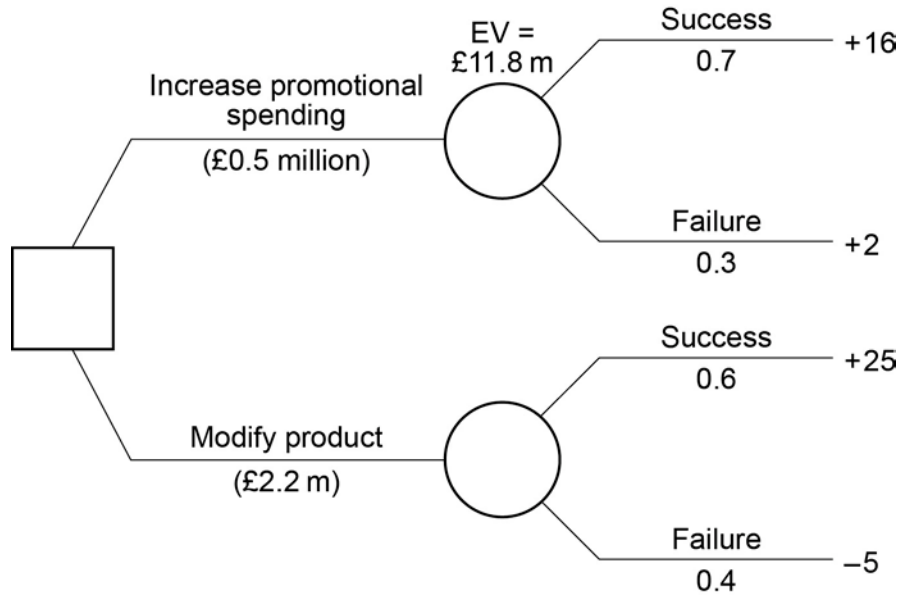 EV =
£11.8 m
Success
0.7
+16
Increase promotional
spending
(£0.5 million)
Failure
0.3
+2
Success
0.6
+25
Modify product
(£2.2 m)
Failure
0.4
–5